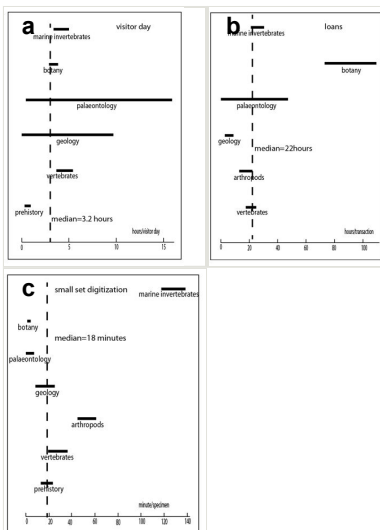 a visitor day
marine invertebrates
botany
palaeontology
geology
vertebrates
prehistory
median=3.2 hours
0 5 10 15
hours/visitor day
b loans
marine invertebrates
botany
palaeontology
geology
median=22hours
arthropods
vertebrates
0 20 40 60 80 100
hours/transaction
c small set digitization
marine invertebrates
botany
median=18 minutes
palaeontology
geology
arthropods
vertebrates
prehistory
minute/specimen
0 20 40 60 80 100 120 140